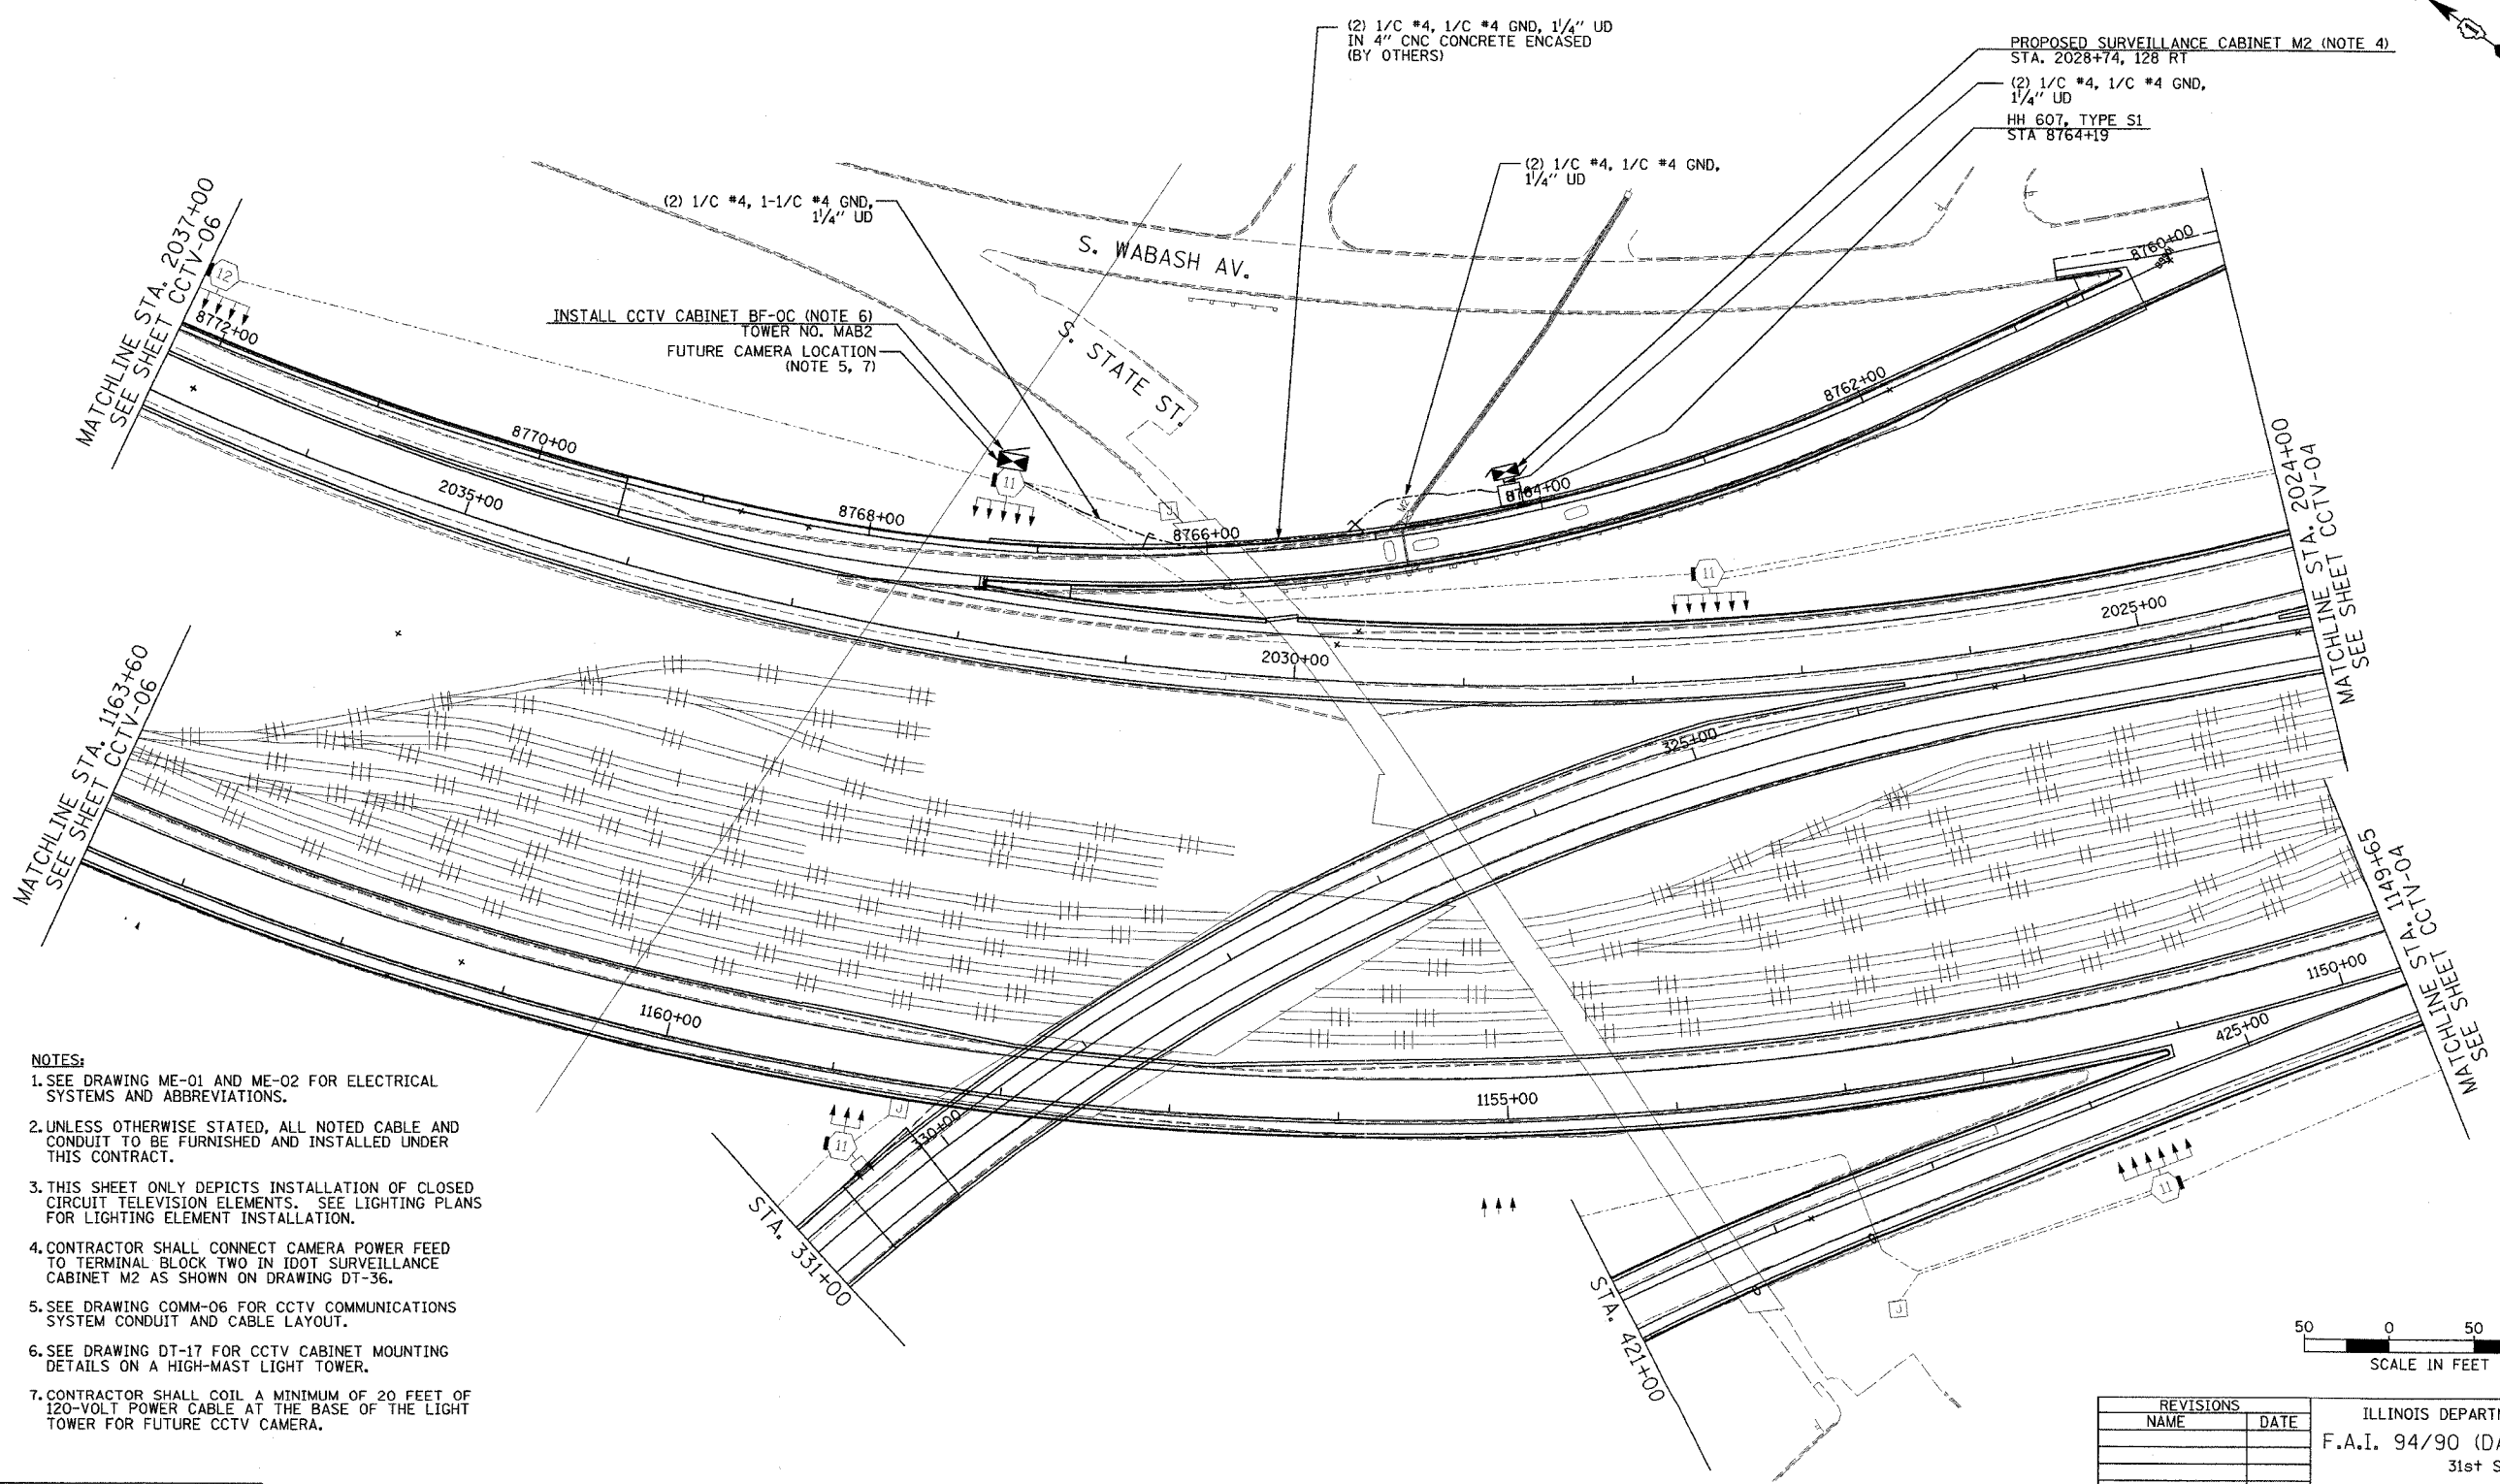 (2) 1/C #4, 1/C #4 GND, 1¼" UD
IN 4" CNC CONCRETE ENCASED
(BY OTHERS)
PROPOSED SURVEILLANCE CABINET M2 (NOTE 4)
STA. 2028+74, 128 RT
(2) 1/C #4, 1/C #4 GND,
1¼" UD
HH 607, TYPE S1
STA 8764+19
(2) 1/C #4, 1/C #4 GND,
1¼" UD
(2) 1/C #4, 1-1/C #4 GND,
1¼" UD
S. WABASH AV.
S. STATE ST.
INSTALL CCTV CABINET BF-OC (NOTE 6)
TOWER NO. MAB2
FUTURE CAMERA LOCATION
(NOTE 5, 7)
MATCHLINE STA. 2037+00
SEE SHEET CCTV-06
12
8772+00
8770+00
8768+00
8766+00
8764+00
8762+00
8760+00
11
J
11
2035+00
2030+00
2025+00
MATCHLINE STA. 2024+00
SEE SHEET CCTV-04
MATCHLINE STA. 1163+60
SEE SHEET CCTV-06
325+00
330+00
1160+00
1155+00
1150+00
425+00
MATCHLINE STA. 1149+65
SEE SHEET CCTV-04
J
11
11
J
STA. 331+00
STA. 421+00
NOTES:
1. SEE DRAWING ME-01 AND ME-02 FOR ELECTRICAL
SYSTEMS AND ABBREVIATIONS.
2. UNLESS OTHERWISE STATED, ALL NOTED CABLE AND
CONDUIT TO BE FURNISHED AND INSTALLED UNDER
THIS CONTRACT.
3. THIS SHEET ONLY DEPICTS INSTALLATION OF CLOSED
CIRCUIT TELEVISION ELEMENTS. SEE LIGHTING PLANS
FOR LIGHTING ELEMENT INSTALLATION.
4. CONTRACTOR SHALL CONNECT CAMERA POWER FEED
TO TERMINAL BLOCK TWO IN IDOT SURVEILLANCE
CABINET M2 AS SHOWN ON DRAWING DT-36.
5. SEE DRAWING COMM-06 FOR CCTV COMMUNICATIONS
SYSTEM CONDUIT AND CABLE LAYOUT.
6. SEE DRAWING DT-17 FOR CCTV CABINET MOUNTING
DETAILS ON A HIGH-MAST LIGHT TOWER.
7. CONTRACTOR SHALL COIL A MINIMUM OF 20 FEET OF
120-VOLT POWER CABLE AT THE BASE OF THE LIGHT
TOWER FOR FUTURE CCTV CAMERA.
50 0 50
SCALE IN FEET
REVISIONS
NAME DATE
ILLINOIS DEPARTM
F.A.I. 94/90 (DA
31st S